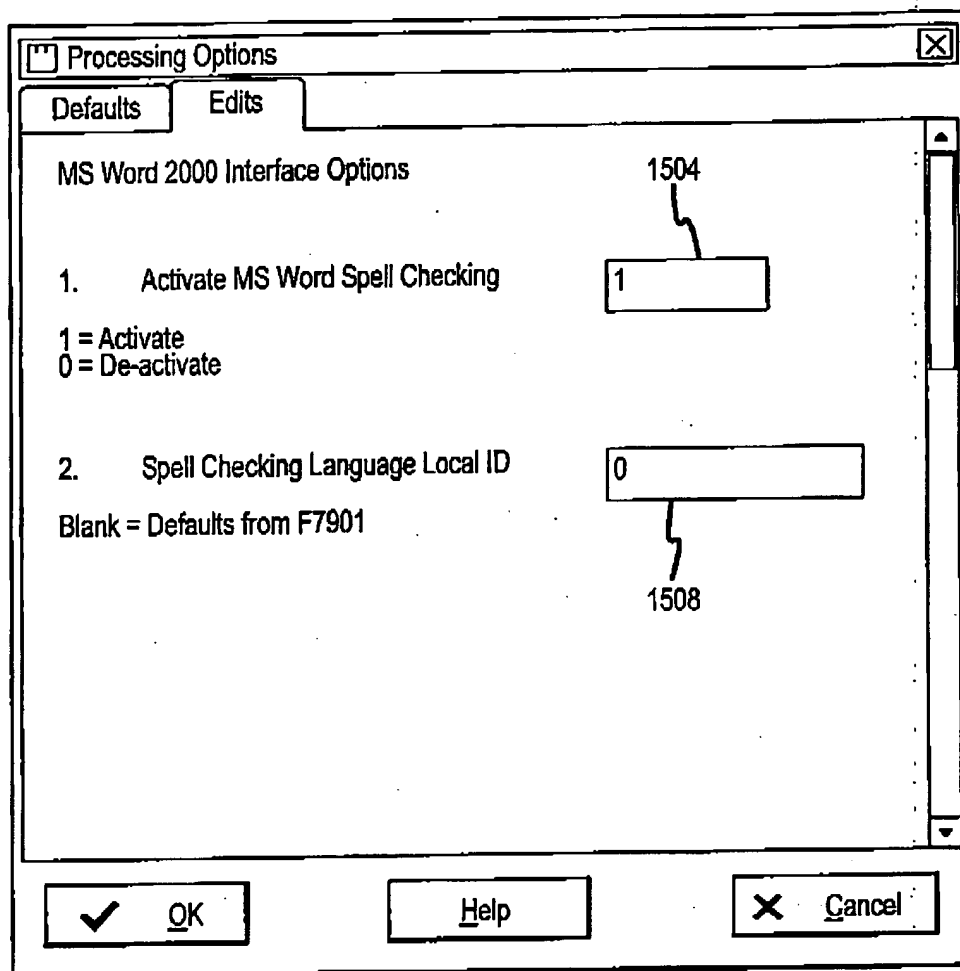 Processing Options
Defaults Edits
MS Word 2000 Interface Options
1504
1. Activate MS Word Spell Checking 1
1 = Activate
0 = De-activate
2. Spell Checking Language Local ID 0
Blank = Defaults from F7901
1508
OK Help Cancel